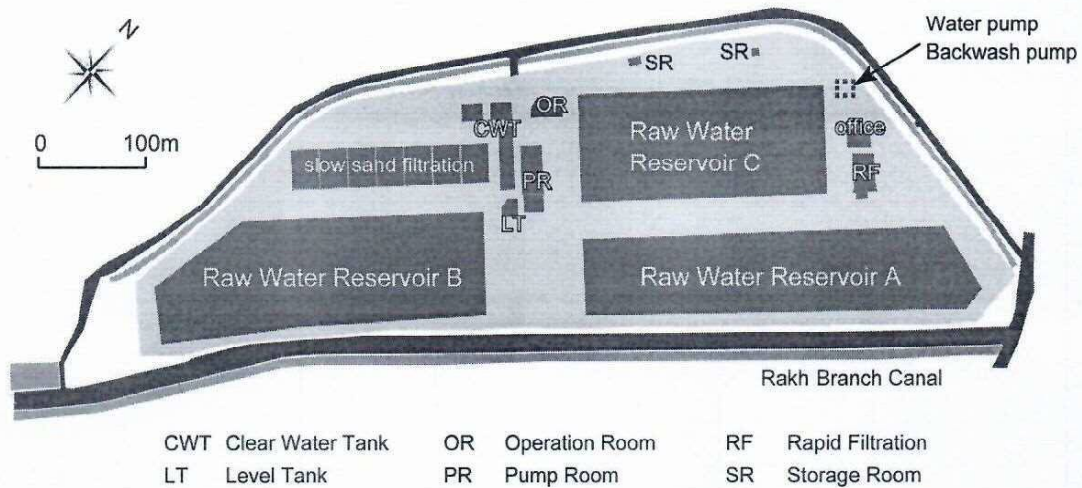 N
0 100m
Water pump
Backwash pump
SR
SR
OR
CWT
office
Raw Water
Reservoir C
slow sand filtration
PR
RF
LT
Raw Water Reservoir B
Raw Water Reservoir A
Rakh Branch Canal
CWT Clear Water Tank OR Operation Room RF Rapid Filtration
LT Level Tank PR Pump Room SR Storage Room